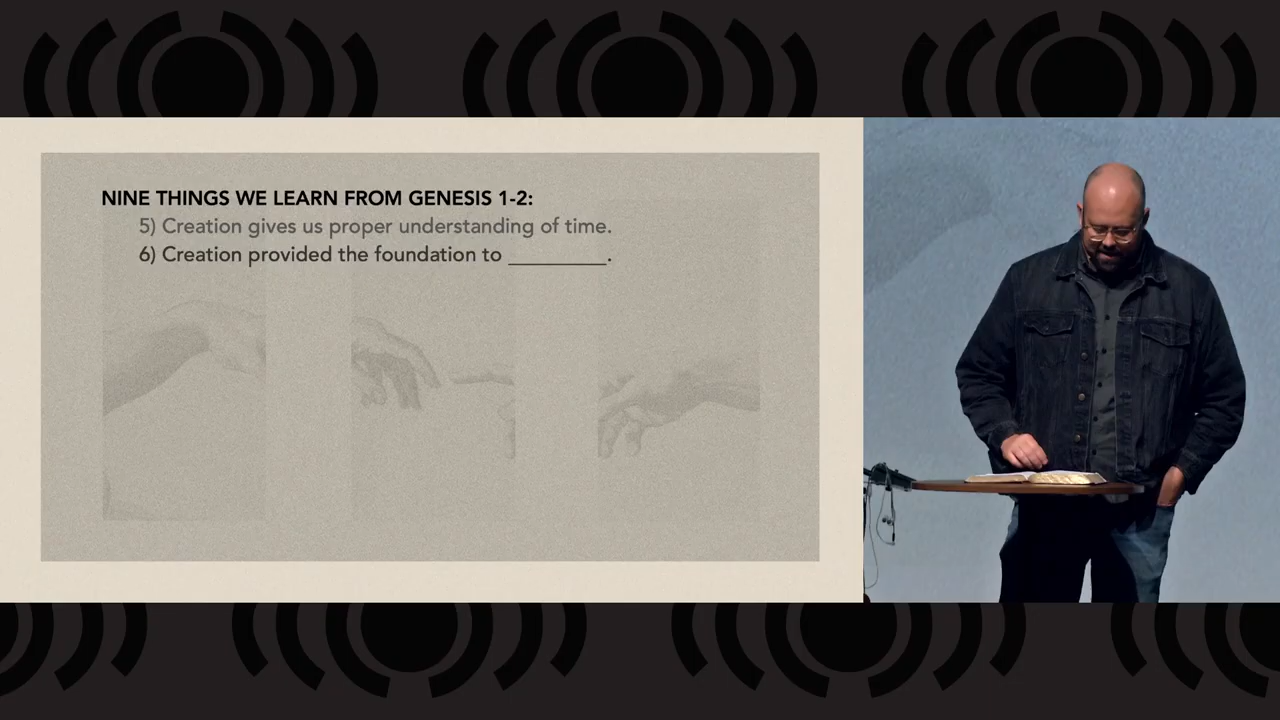 NINE THINGS WE LEARN FROM GENESIS 1-2:
5) Creation gives us proper understanding of time.
6) Creation provided the foundation to _________.